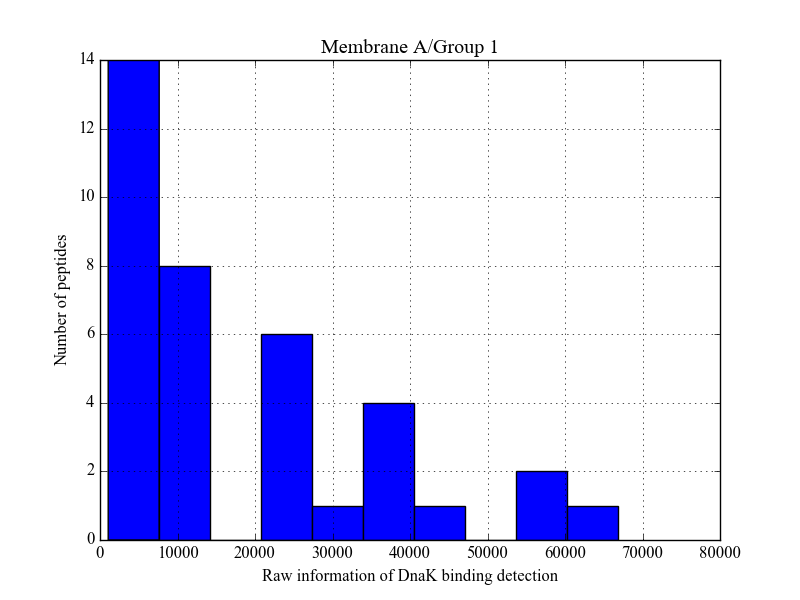 Membrane A/Group 1
14
12
10
8
6
4
2
0
Number of peptides
0 10000 20000 30000 40000 50000 60000 70000 80000
Raw information of DnaK binding detection